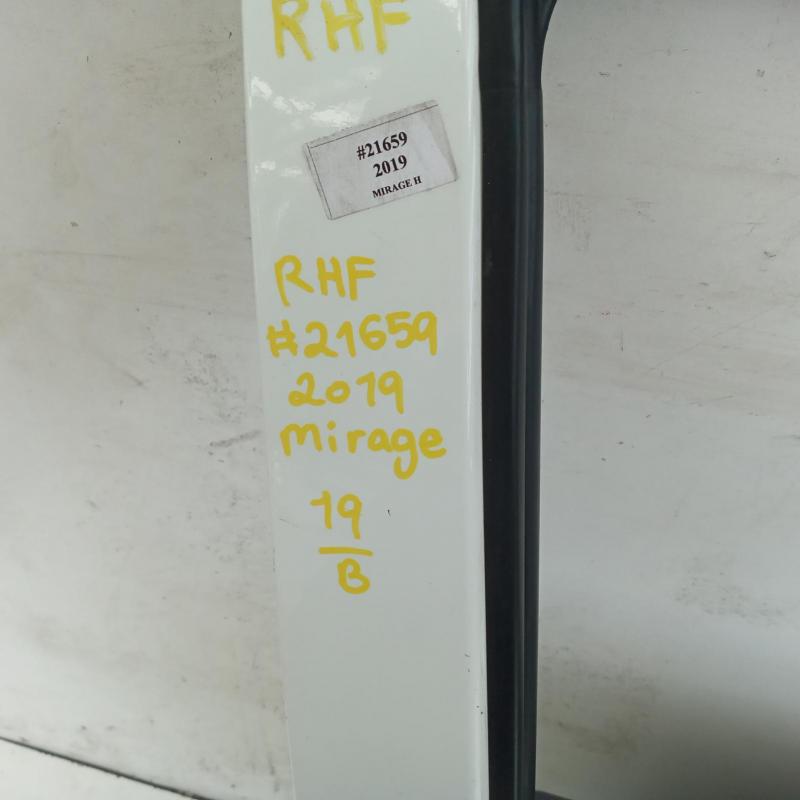 RHF
#21659
2019
MIRAGE H
RHF
#21659
2019
Mirage
19
B